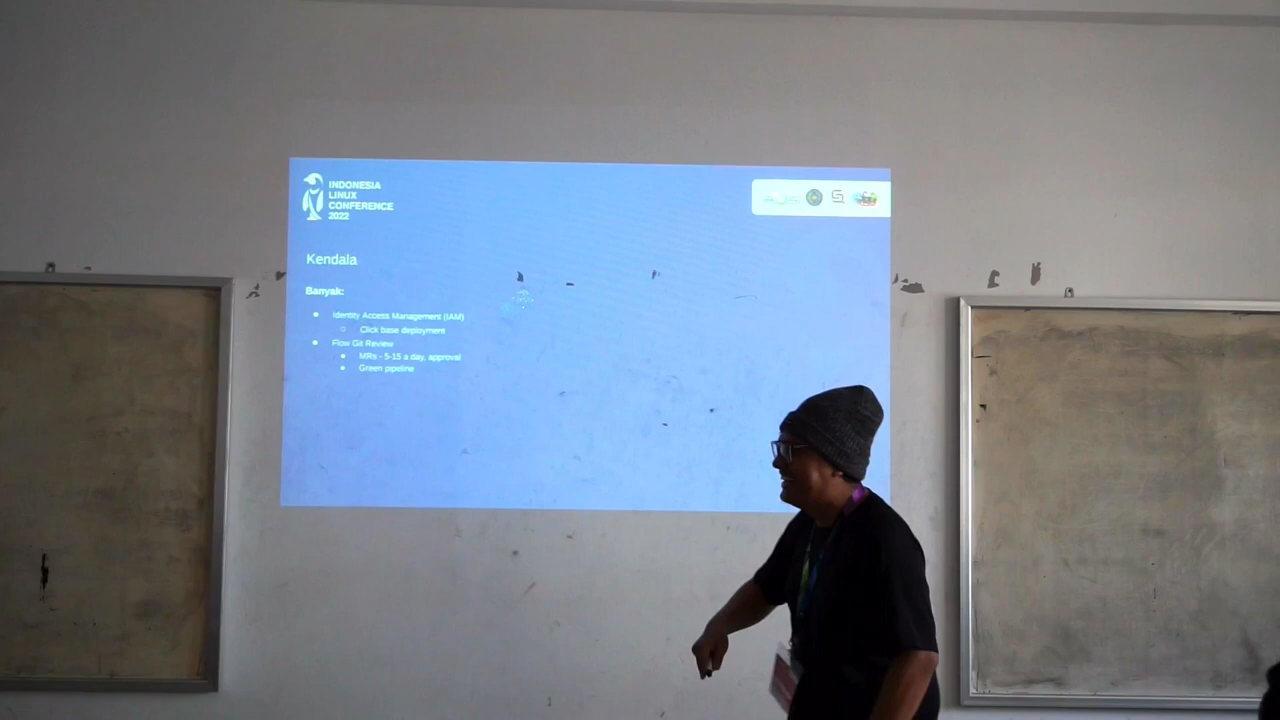 INDONESIA
LINUX
CONFERENCE
2022
Kendala
Banyak:
Identity Access Management (IAM)
Click base deployment
Flow Git Review
MRs - 5-15 a day, approval
Green pipeline